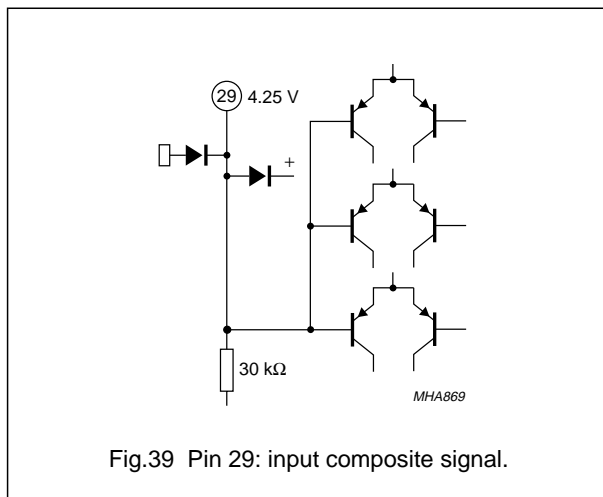 29 4.25 V
+
30 kΩ
MHA869
Fig.39 Pin 29: input composite signal.